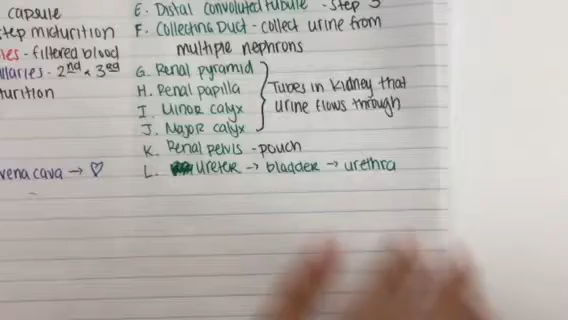 capsule
step micturition
les - filtered blood
llaries - 2nd & 3rd
turition
vena cava → ♡
E. Distal convoluted tubule - step 3
F. Collecting Duct - collect urine from
multiple nephrons
G. Renal pyramid
H. Renal papilla
I. Minor calyx
J. Major calyx
Tubes in kidney that
urine flows through
K. Renal pelvis - pouch
L. Ureter → bladder → urethra